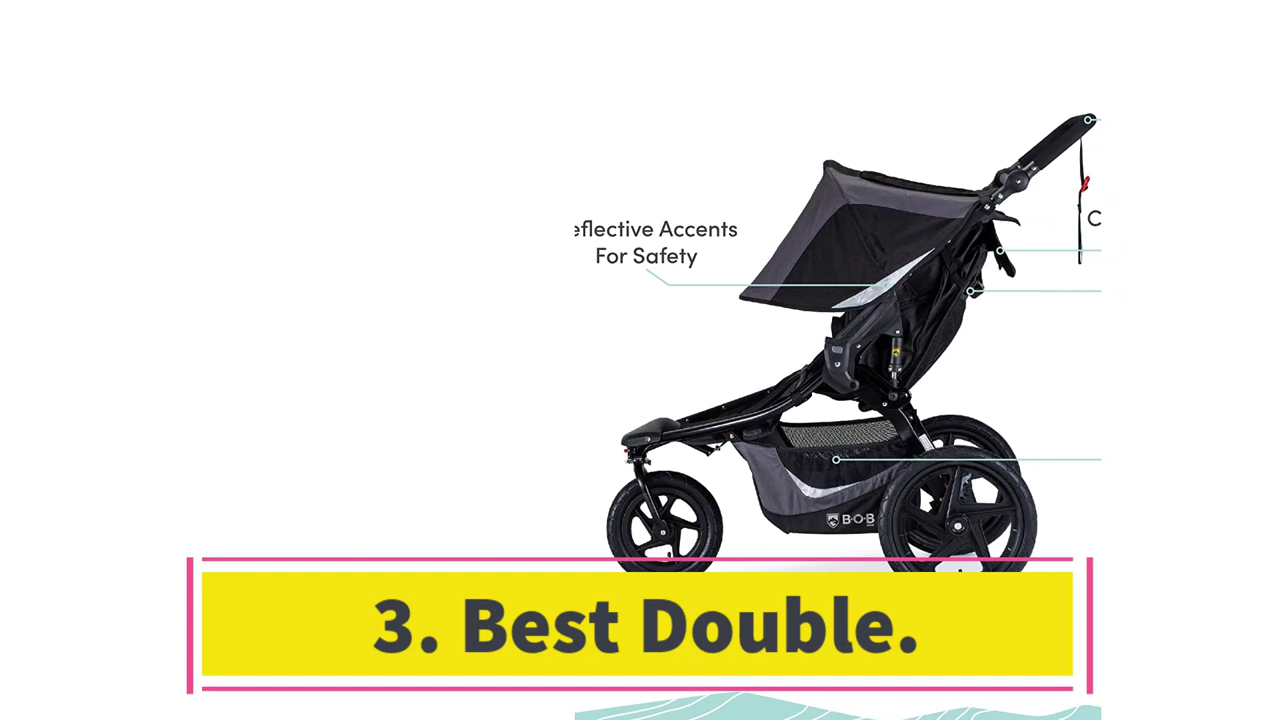 eflective Accents
For Safety
C
B·O·B
3. Best Double.